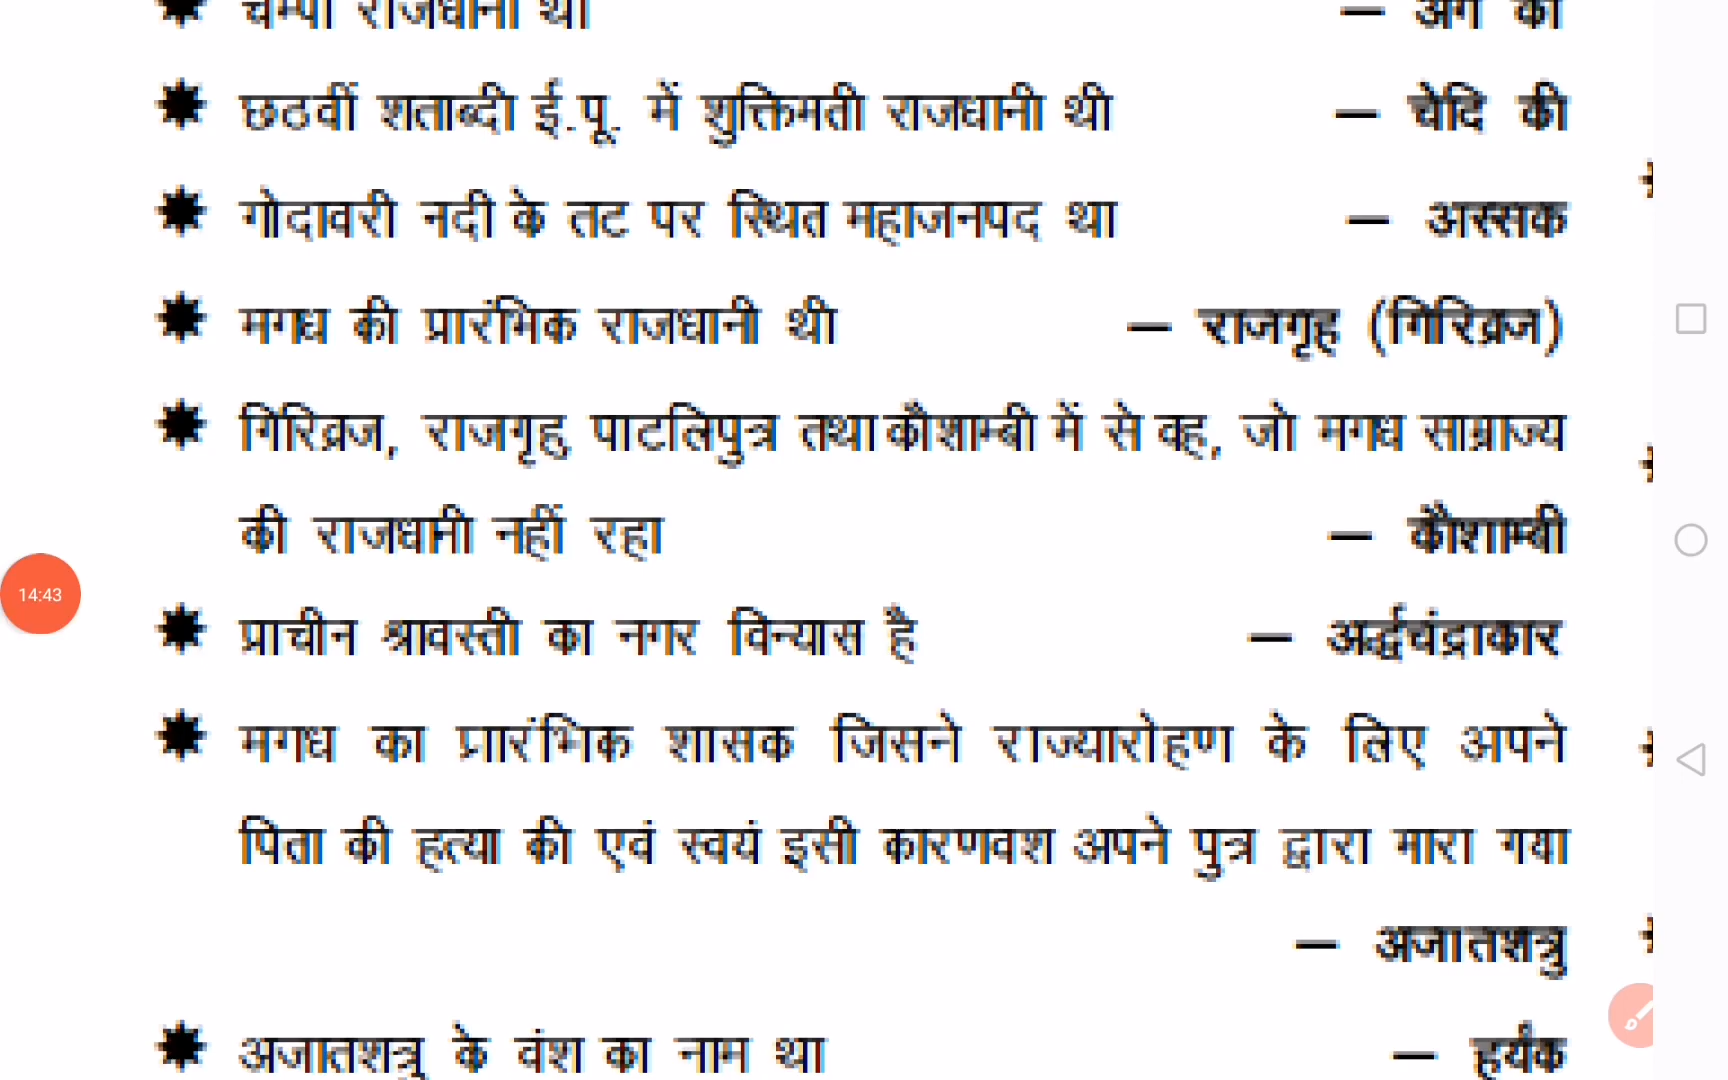 चम्पा राजधानी थी — अंग की
छठवीं शताब्दी ई.पू. में शुक्तिमती राजधानी थी — चेदि की
गोदावरी नदी के तट पर स्थित महाजनपद था — अस्सक
मगध की प्रारंभिक राजधानी थी — राजगृह (गिरिव्रज)
गिरिव्रज, राजगृह, पाटलिपुत्र तथा कौशाम्बी में से वह, जो मगध साम्राज्य
की राजधानी नहीं रहा — कौशाम्बी
14:43
प्राचीन श्रावस्ती का नगर विन्यास है — अर्द्धचंद्राकार
मगध का प्रारंभिक शासक जिसने राज्यारोहण के लिए अपने
पिता की हत्या की एवं स्वयं इसी कारणवश अपने पुत्र द्वारा मारा गया
— अजातशत्रु
अजातशत्रु के वंश का नाम था — हर्यंक